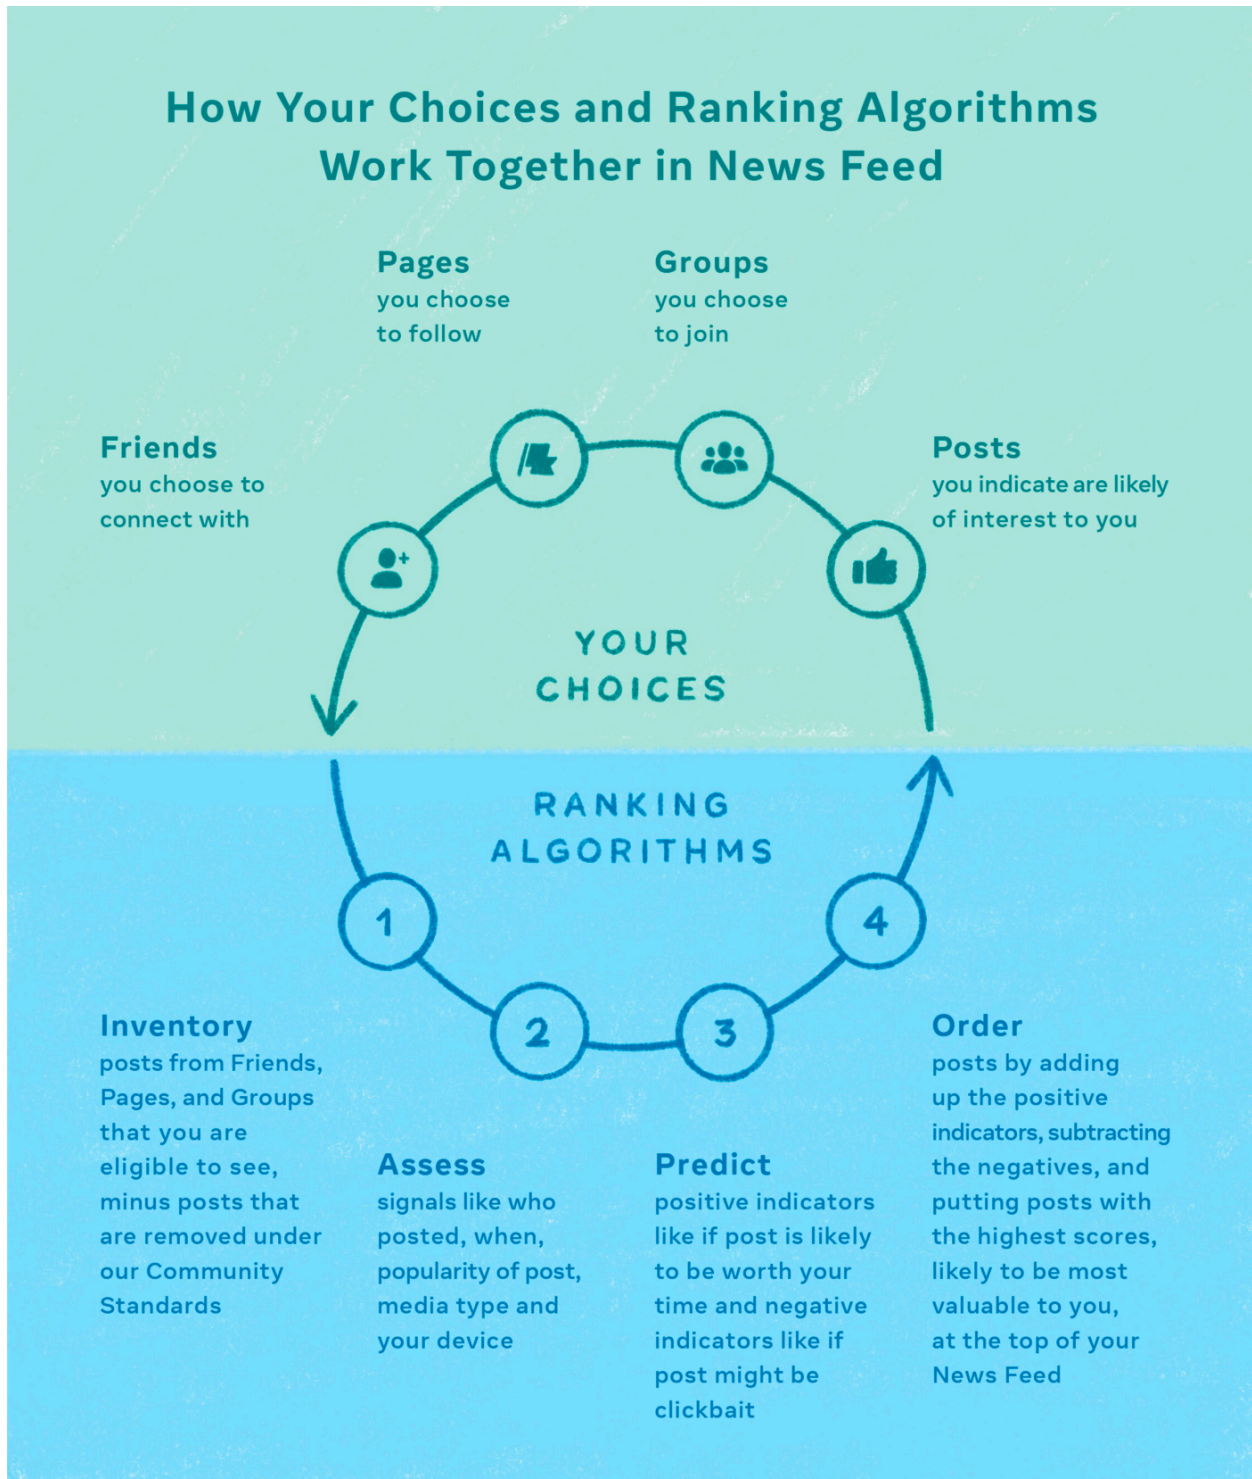 How Your Choices and Ranking Algorithms
Work Together in News Feed
Pages
you choose
to follow
Groups
you choose
to join
Friends
you choose to
connect with
Posts
you indicate are likely
of interest to you
YOUR
CHOICES
RANKING
ALGORITHMS
1
2
3
4
Inventory
posts from Friends,
Pages, and Groups
that you are
eligible to see,
minus posts that
are removed under
our Community
Standards
Assess
signals like who
posted, when,
popularity of post,
media type and
your device
Predict
positive indicators
like if post is likely
to be worth your
time and negative
indicators like if
post might be
clickbait
Order
posts by adding
up the positive
indicators, subtracting
the negatives, and
putting posts with
the highest scores,
likely to be most
valuable to you,
at the top of your
News Feed